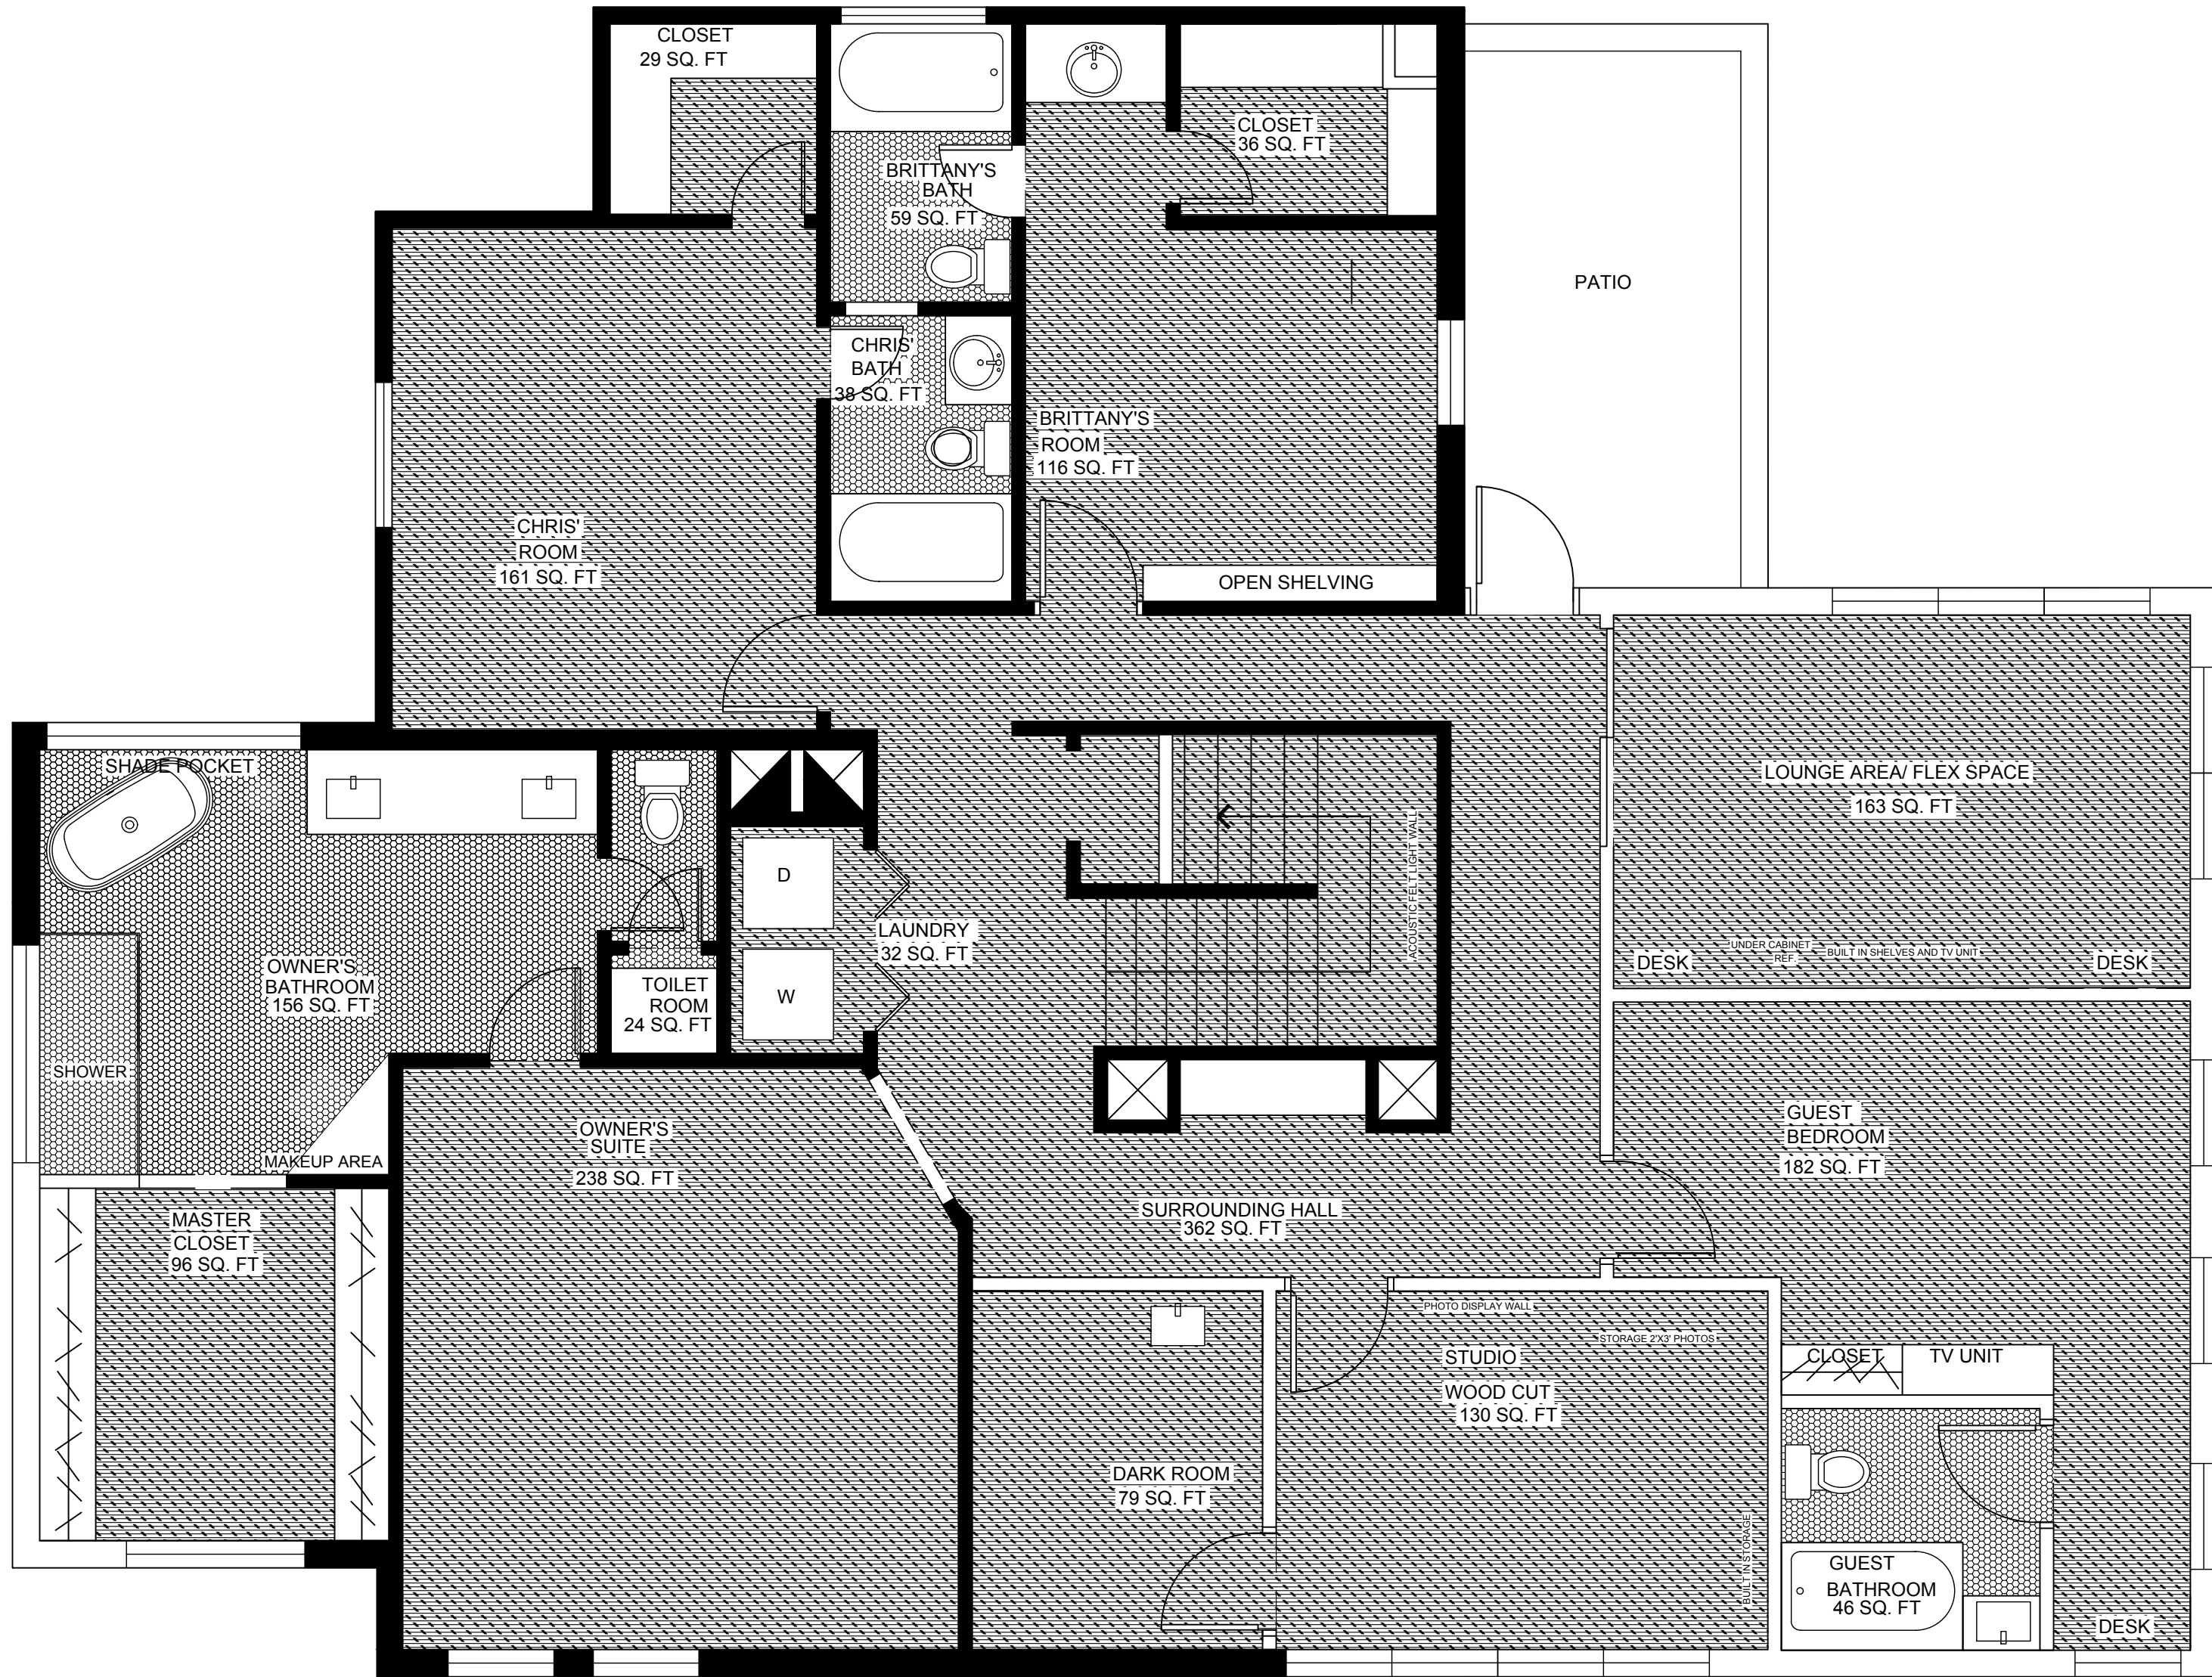 CLOSET
29 SQ. FT
CLOSET
36 SQ. FT
BRITTANY'S
BATH
59 SQ. FT
PATIO
CHRIS'
BATH
38 SQ. FT
BRITTANY'S
ROOM
116 SQ. FT
CHRIS'
ROOM
161 SQ. FT
OPEN SHELVING
SHADE POCKET
LOUNGE AREA/ FLEX SPACE
163 SQ. FT
ACOUSTIC FELT LIGHT WALL
D
LAUNDRY
32 SQ. FT
W
UNDER CABINET
REF.
BUILT IN SHELVES AND TV UNIT
DESK
DESK
OWNER'S
BATHROOM
156 SQ. FT
TOILET
ROOM
24 SQ. FT
SHOWER
MAKEUP AREA
OWNER'S
SUITE
238 SQ. FT
GUEST
BEDROOM
182 SQ. FT
SURROUNDING HALL
362 SQ. FT
MASTER
CLOSET
96 SQ. FT
PHOTO DISPLAY WALL
STORAGE 2'X3' PHOTOS
STUDIO
WOOD CUT
130 SQ. FT
CLOSET
TV UNIT
DARK ROOM
79 SQ. FT
BUILT IN STORAGE
GUEST
BATHROOM
46 SQ. FT
DESK